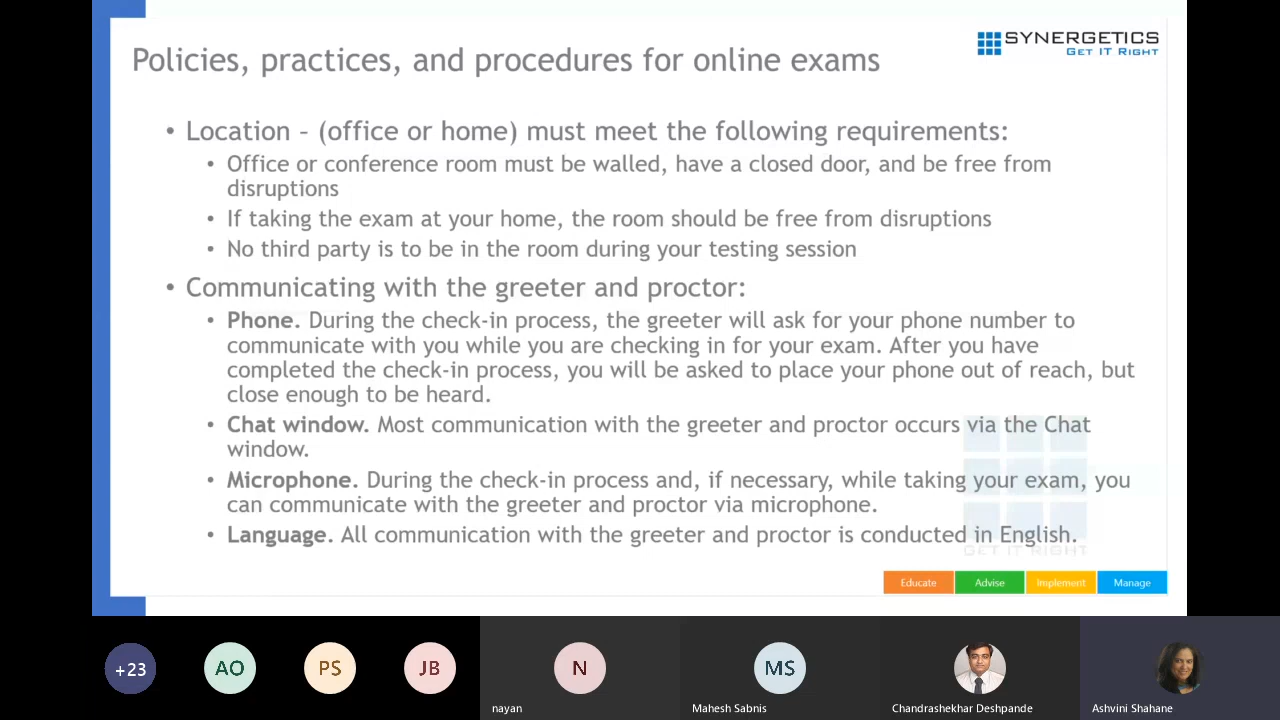 SYNERGETICS
GET IT RIGHT
Policies, practices, and procedures for online exams
• Location – (office or home) must meet the following requirements:
• Office or conference room must be walled, have a closed door, and be free from
disruptions
• If taking the exam at your home, the room should be free from disruptions
• No third party is to be in the room during your testing session
• Communicating with the greeter and proctor:
• Phone. During the check-in process, the greeter will ask for your phone number to
communicate with you while you are checking in for your exam. After you have
completed the check-in process, you will be asked to place your phone out of reach, but
close enough to be heard.
• Chat window. Most communication with the greeter and proctor occurs via the Chat
window.
• Microphone. During the check-in process and, if necessary, while taking your exam, you
can communicate with the greeter and proctor via microphone.
• Language. All communication with the greeter and proctor is conducted in English.
GET IT RIGHT
Educate Advise Implement Manage
+23 AO PS JB N MS
nayan Mahesh Sabnis Chandrashekhar Deshpande Ashvini Shahane